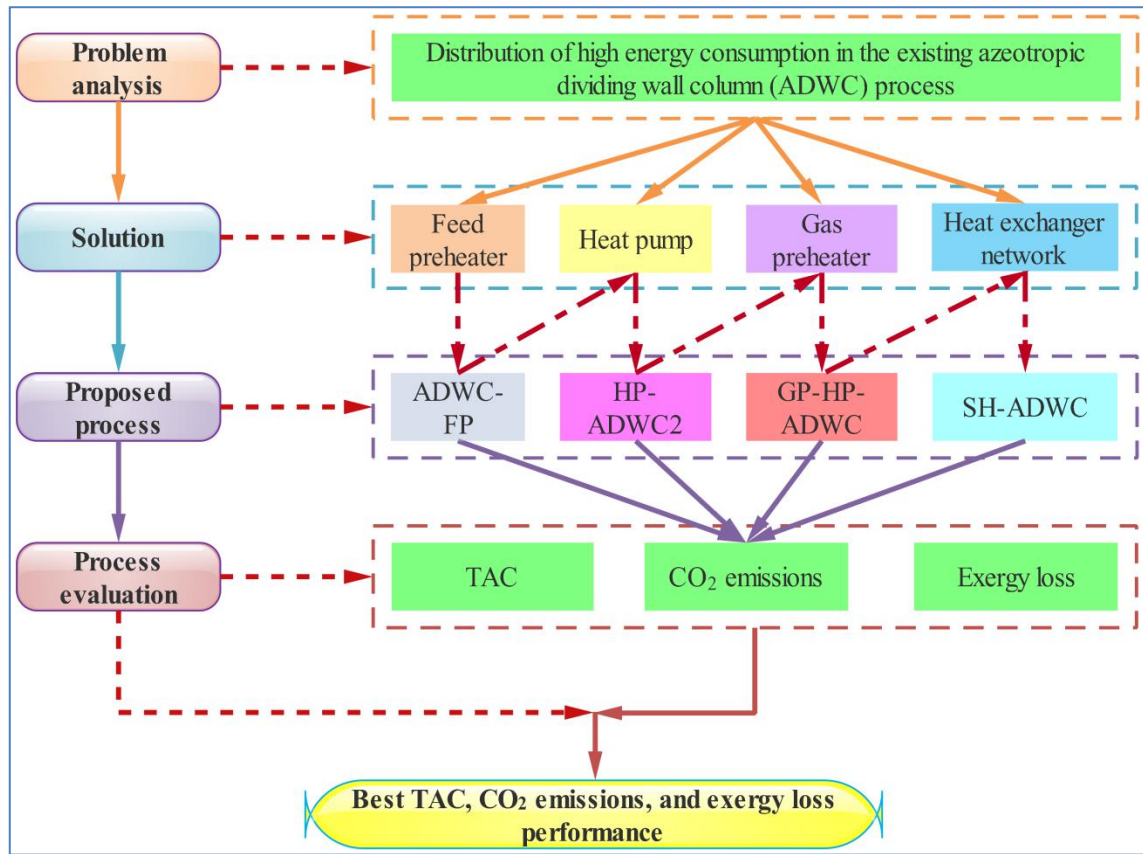 Problem
analysis
Distribution of high energy consumption in the existing azeotropic
dividing wall column (ADWC) process
Solution
Feed
preheater
Heat pump
Gas
preheater
Heat exchanger
network
Proposed
process
ADWC-
FP
HP-
ADWC2
GP-HP-
ADWC
SH-ADWC
Process
evaluation
TAC
CO₂ emissions
Exergy loss
Best TAC, CO₂ emissions, and exergy loss
performance